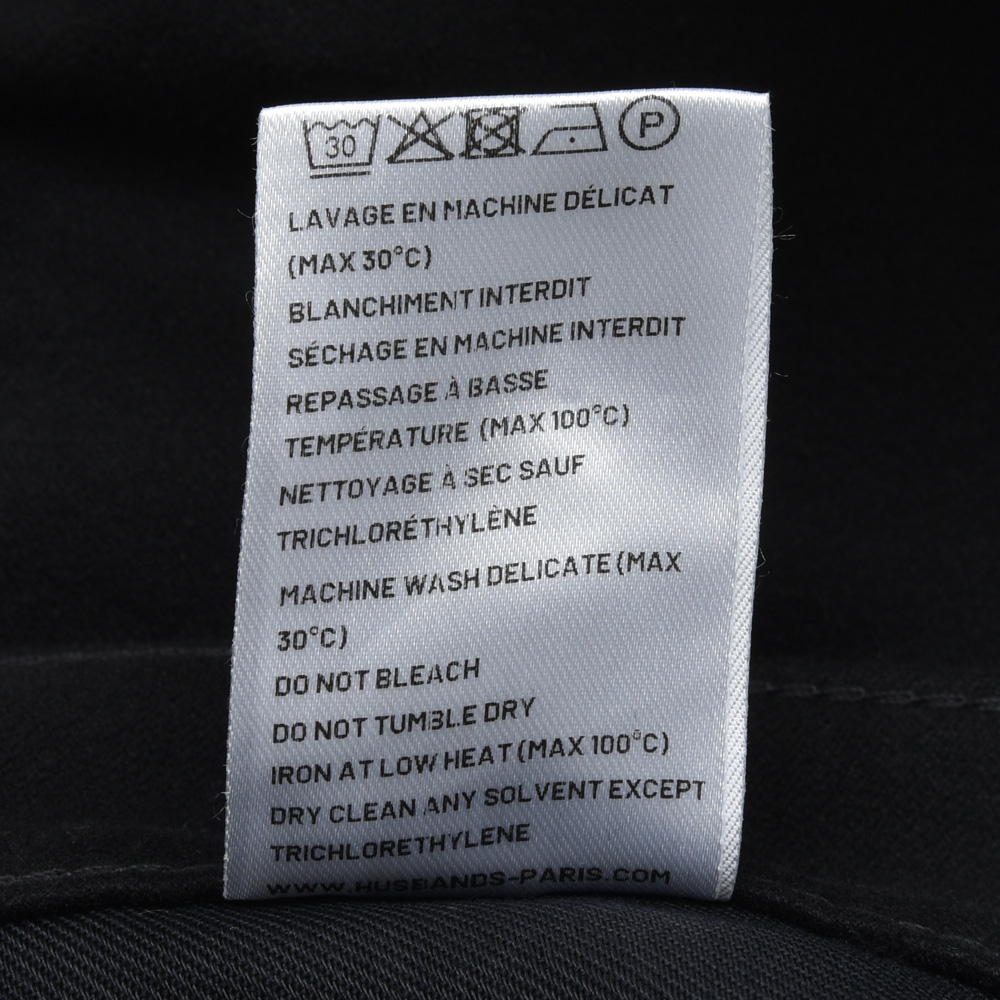 30 P
LAVAGE EN MACHINE DÉLICAT
(MAX 30°C)
BLANCHIMENT INTERDIT
SÉCHAGE EN MACHINE INTERDIT
REPASSAGE À BASSE
TEMPÉRATURE (MAX 100°C)
NETTOYAGE À SEC SAUF
TRICHLORÉTHYLÈNE
MACHINE WASH DELICATE (MAX
30°C)
DO NOT BLEACH
DO NOT TUMBLE DRY
IRON AT LOW HEAT (MAX 100°C)
DRY CLEAN ANY SOLVENT EXCEPT
TRICHLORETHYLENE
WWW.HUSBANDS-PARIS.COM